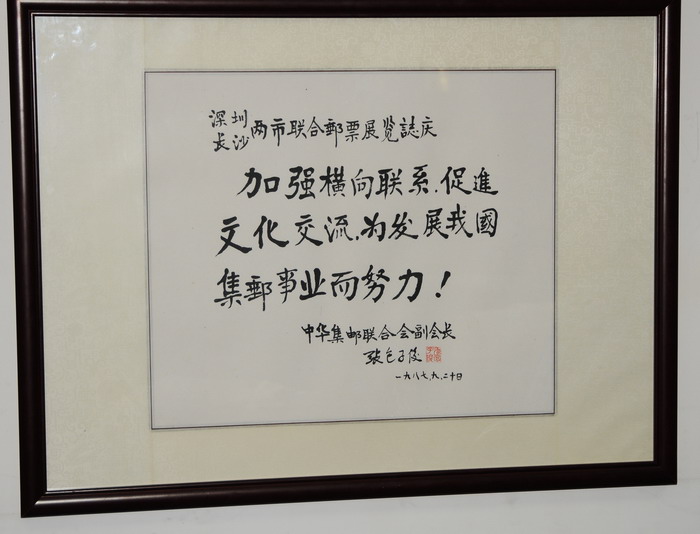 深圳
长沙两市联合郵票展览誌庆
加强横向联系.促進
文化交流,为发展我國
集郵事业而努力！
中华集邮联合会副会长
张包子俊
一九八七.九.二十日